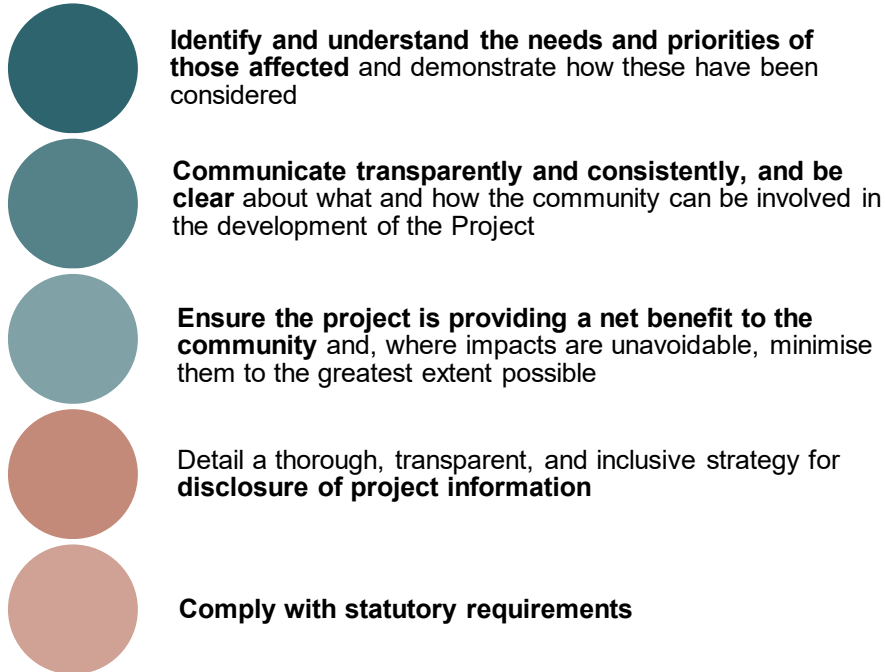 Identify and understand the needs and priorities of
those affected and demonstrate how these have been
considered
Communicate transparently and consistently, and be
clear about what and how the community can be involved in
the development of the Project
Ensure the project is providing a net benefit to the
community and, where impacts are unavoidable, minimise
them to the greatest extent possible
Detail a thorough, transparent, and inclusive strategy for
disclosure of project information
Comply with statutory requirements